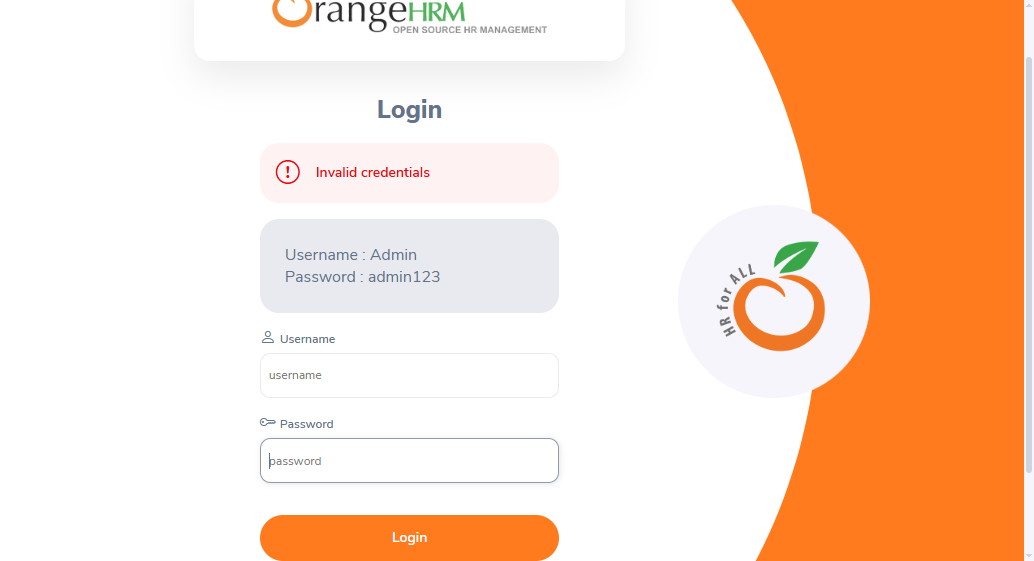 OrangeHRM
OPEN SOURCE HR MANAGEMENT
Login
Invalid credentials
Username : Admin
Password : admin123
Username
username
Password
password
Login
HR for ALL